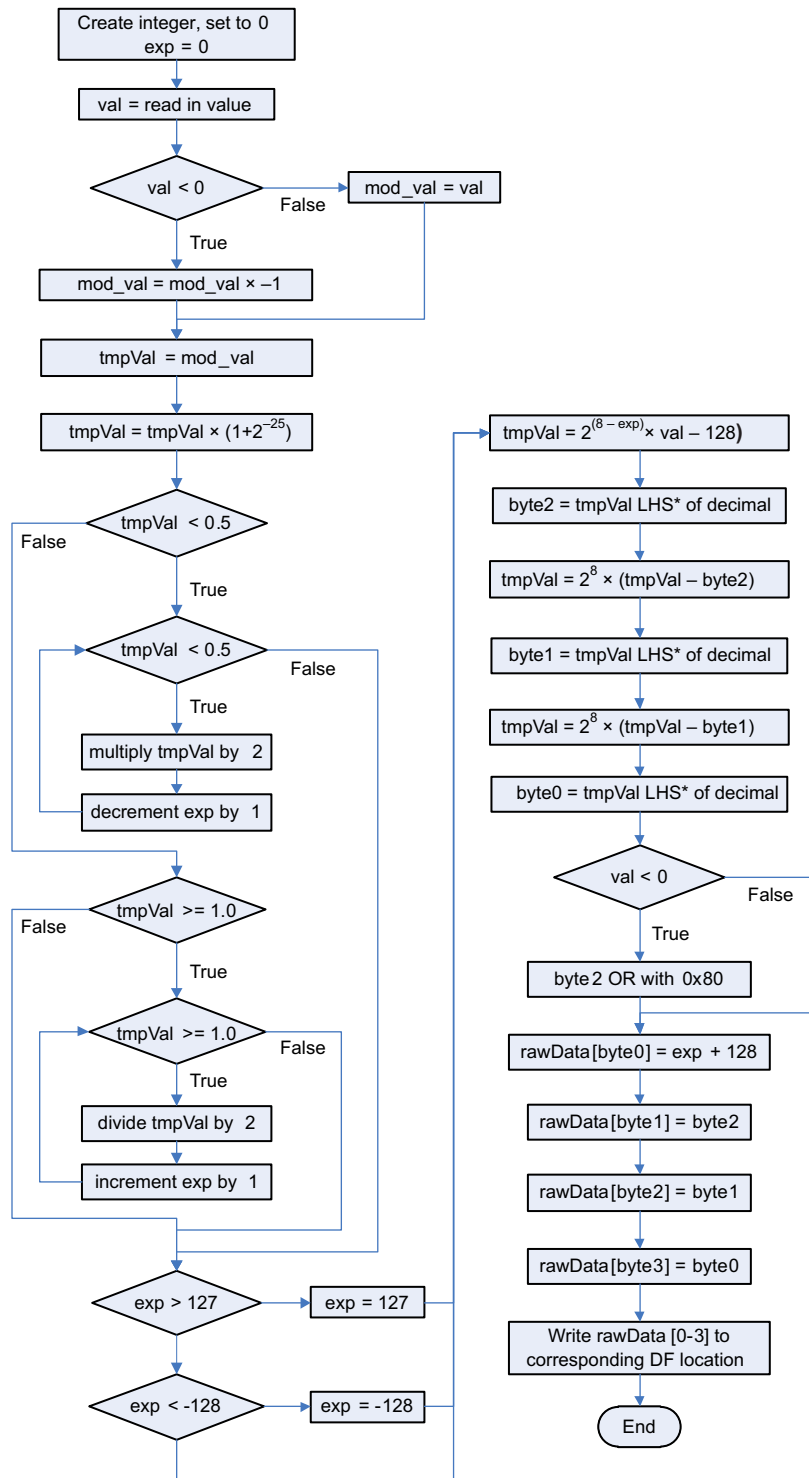 Create integer, set to 0
exp = 0
val = read in value
val < 0
False
mod_val = val
True
mod_val = mod_val × –1
tmpVal = mod_val
tmpVal = tmpVal × (1+2^–25)
tmpVal < 0.5
False
True
tmpVal < 0.5
False
True
multiply tmpVal by 2
decrement exp by 1
tmpVal >= 1.0
False
True
tmpVal >= 1.0
False
True
divide tmpVal by 2
increment exp by 1
exp > 127
exp = 127
exp < -128
exp = -128
tmpVal = 2^(8 – exp) × val – 128)
byte2 = tmpVal LHS* of decimal
tmpVal = 2^8 × (tmpVal – byte2)
byte1 = tmpVal LHS* of decimal
tmpVal = 2^8 × (tmpVal – byte1)
byte0 = tmpVal LHS* of decimal
val < 0
False
True
byte2 OR with 0x80
rawData[byte0] = exp + 128
rawData[byte1] = byte2
rawData[byte2] = byte1
rawData[byte3] = byte0
Write rawData [0-3] to
corresponding DF location
End